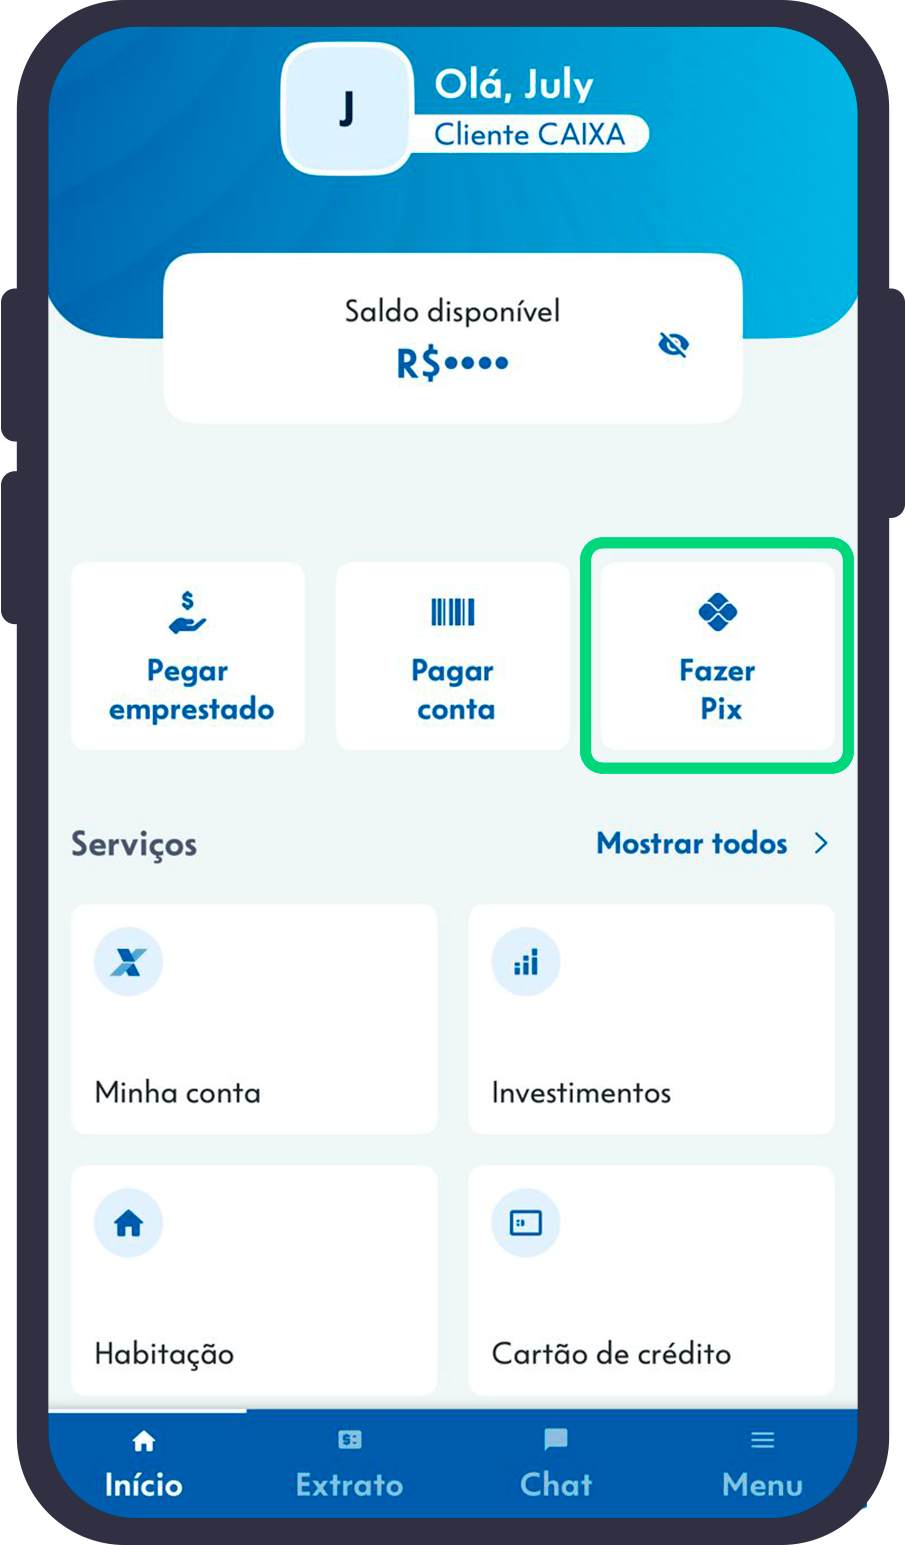 J
Olá, July
Cliente CAIXA
Saldo disponível
R$••••
Pegar
emprestado
Pagar
conta
Fazer
Pix
Serviços
Mostrar todos
Minha conta
Investimentos
Habitação
Cartão de crédito
Início
Extrato
Chat
Menu